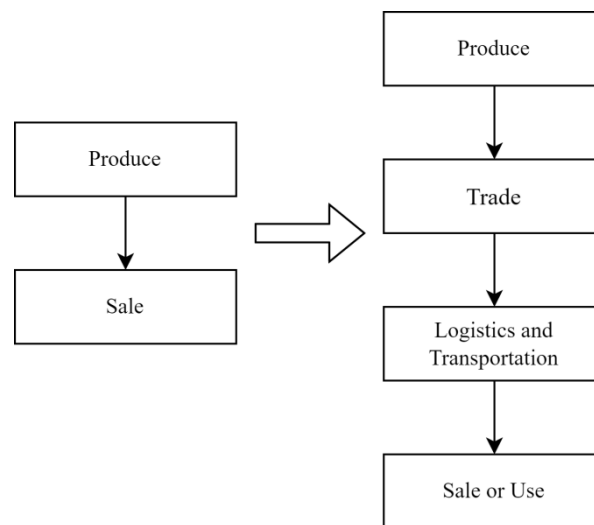 Produce
Sale
Produce
Trade
Logistics and
Transportation
Sale or Use